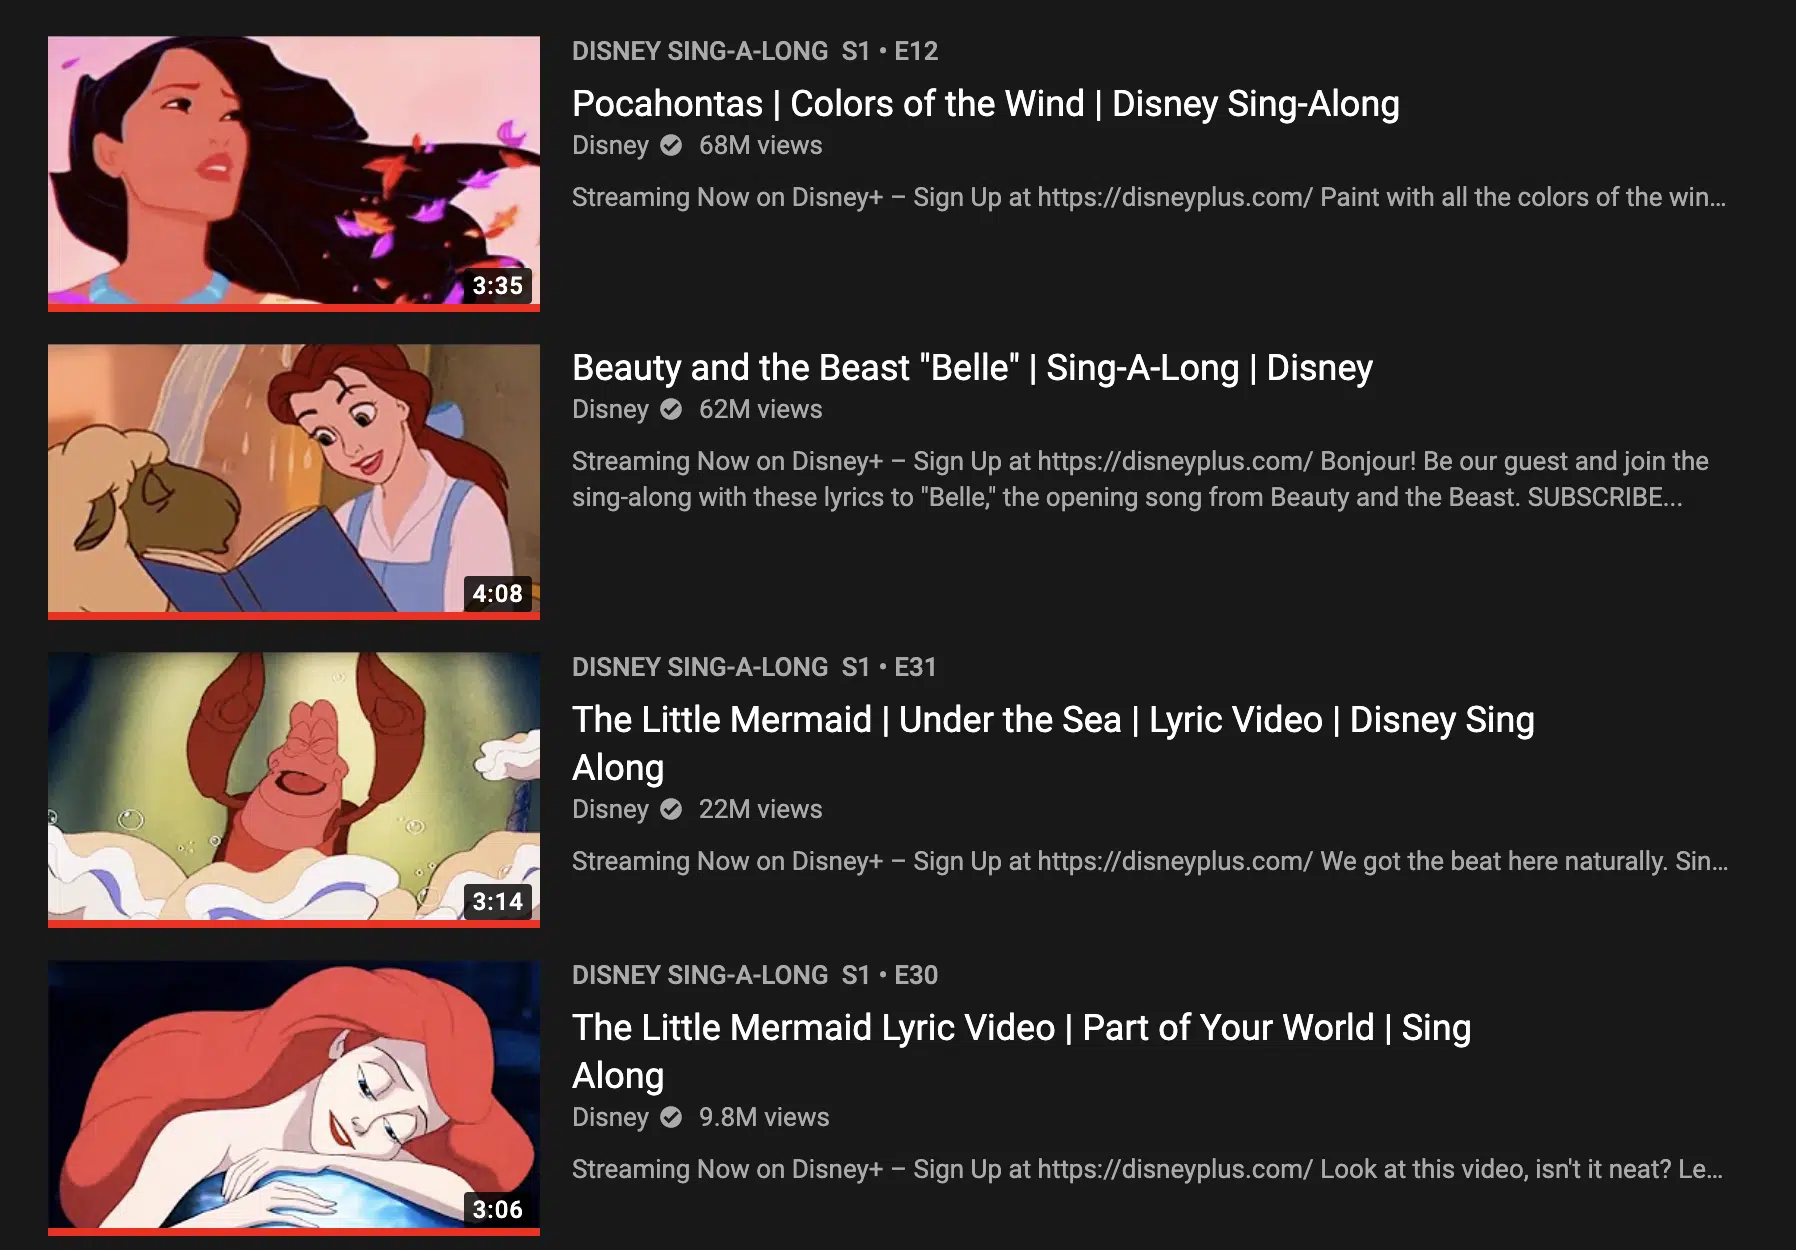 DISNEY SING-A-LONG S1 • E12
Pocahontas | Colors of the Wind | Disney Sing-Along
Disney 68M views
Streaming Now on Disney+ – Sign Up at https://disneyplus.com/ Paint with all the colors of the win...
3:35
Beauty and the Beast "Belle" | Sing-A-Long | Disney
Disney 62M views
Streaming Now on Disney+ – Sign Up at https://disneyplus.com/ Bonjour! Be our guest and join the
sing-along with these lyrics to "Belle," the opening song from Beauty and the Beast. SUBSCRIBE...
4:08
DISNEY SING-A-LONG S1 • E31
The Little Mermaid | Under the Sea | Lyric Video | Disney Sing
Along
Disney 22M views
Streaming Now on Disney+ – Sign Up at https://disneyplus.com/ We got the beat here naturally. Sin...
3:14
DISNEY SING-A-LONG S1 • E30
The Little Mermaid Lyric Video | Part of Your World | Sing
Along
Disney 9.8M views
Streaming Now on Disney+ – Sign Up at https://disneyplus.com/ Look at this video, isn't it neat? Le...
3:06